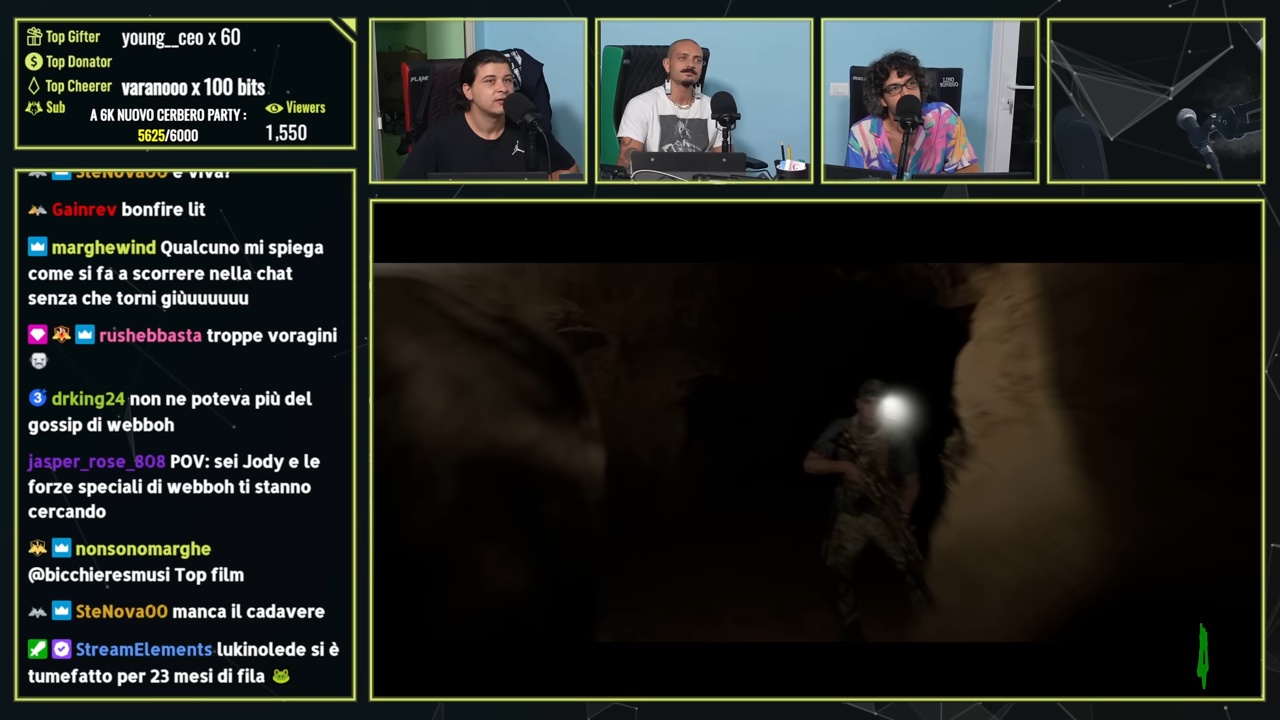 Top Gifter young__ceo x 60
Top Donator
Top Cheerer varanooo x 100 bits
Sub A 6K NUOVO CERBERO PARTY : Viewers
5625/6000 1,550
SteNova00 è viva?
Gainrev bonfire lit
marghewind Qualcuno mi spiega
come si fa a scorrere nella chat
senza che torni giùuuuuuu
rushebbasta troppe voragini
3 drking24 non ne poteva più del
gossip di webboh
jasper_rose_808 POV: sei Jody e le
forze speciali di webboh ti stanno
cercando
nonsonomarghe
@bicchieresmusi Top film
SteNova00 manca il cadavere
StreamElements lukinolede si è
tumefatto per 23 mesi di fila